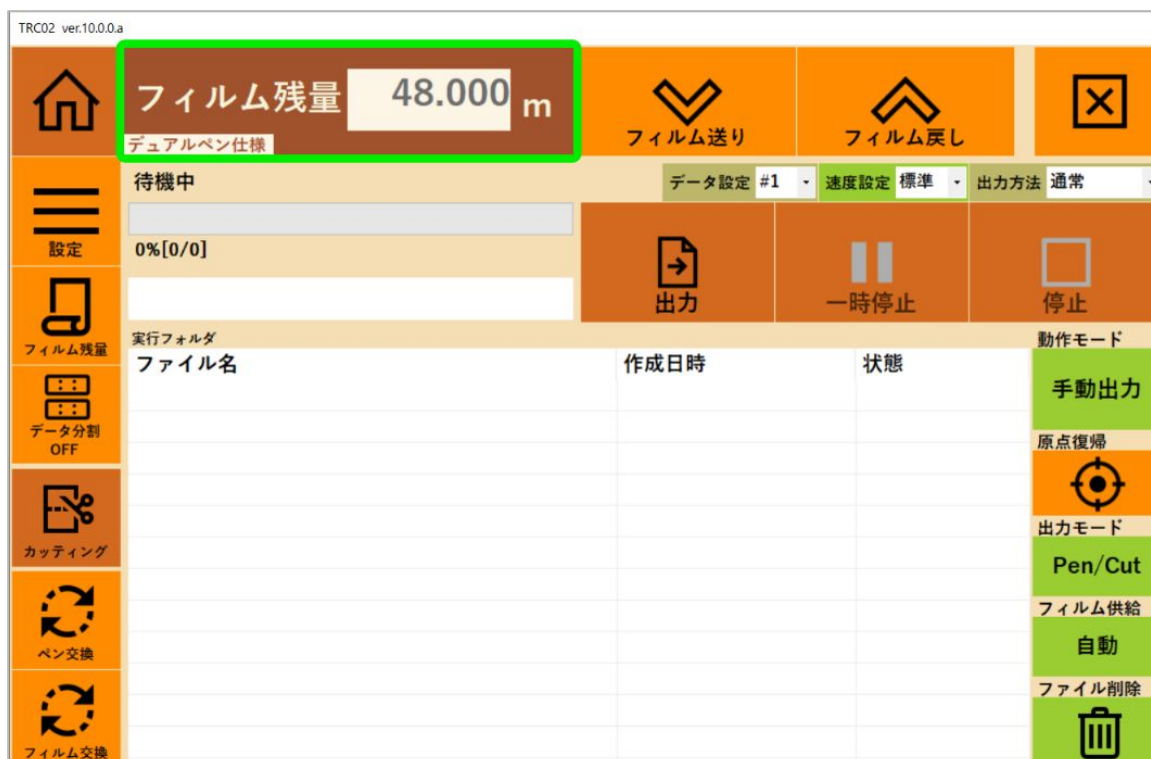 TRC02 ver.10.0.0.a
フィルム残量 48.000 m
デュアルペン仕様
フィルム送り
フィルム戻し
待機中
データ設定 #1
速度設定 標準
出力方法 通常
設定
0%[0/0]
出力
一時停止
停止
フィルム残量
実行フォルダ
動作モード
ファイル名 作成日時 状態
手動出力
データ分割
OFF
原点復帰
カッティング
出力モード
Pen/Cut
フィルム供給
自動
ペン交換
ファイル削除
フィルム交換